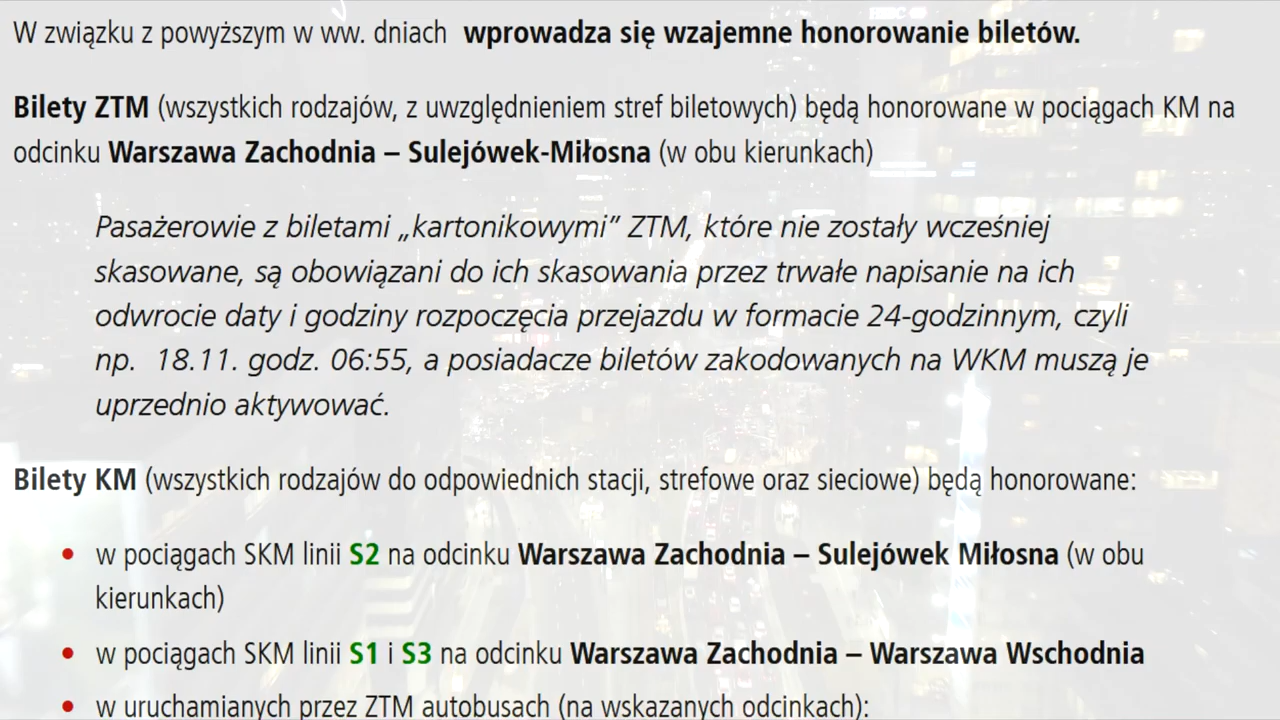 W związku z powyższym w ww. dniach wprowadza się wzajemne honorowanie biletów.
Bilety ZTM (wszystkich rodzajów, z uwzględnieniem stref biletowych) będą honorowane w pociągach KM na
odcinku Warszawa Zachodnia – Sulejówek-Miłosna (w obu kierunkach)
Pasażerowie z biletami „kartonikowymi” ZTM, które nie zostały wcześniej
skasowane, są obowiązani do ich skasowania przez trwałe napisanie na ich
odwrocie daty i godziny rozpoczęcia przejazdu w formacie 24-godzinnym, czyli
np. 18.11. godz. 06:55, a posiadacze biletów zakodowanych na WKM muszą je
uprzednio aktywować.
Bilety KM (wszystkich rodzajów do odpowiednich stacji, strefowe oraz sieciowe) będą honorowane:
• w pociągach SKM linii S2 na odcinku Warszawa Zachodnia – Sulejówek Miłosna (w obu
kierunkach)
• w pociągach SKM linii S1 i S3 na odcinku Warszawa Zachodnia – Warszawa Wschodnia
• w uruchamianych przez ZTM autobusach (na wskazanych odcinkach):